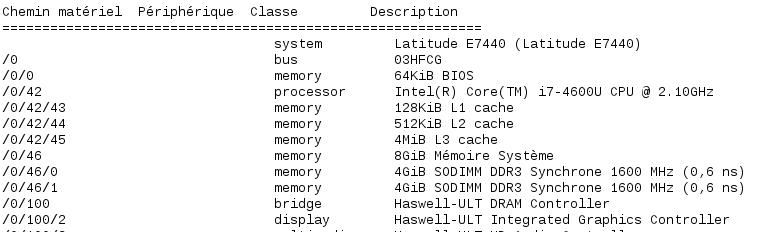 Chemin matériel  Périphérique  Classe         Description
============================================================
                                  system         Latitude E7440 (Latitude E7440)
/0                                bus            03HFCG
/0/0                              memory         64KiB BIOS
/0/42                             processor      Intel(R) Core(TM) i7-4600U CPU @ 2.10GHz
/0/42/43                          memory         128KiB L1 cache
/0/42/44                          memory         512KiB L2 cache
/0/42/45                          memory         4MiB L3 cache
/0/46                             memory         8GiB Mémoire Système
/0/46/0                           memory         4GiB SODIMM DDR3 Synchrone 1600 MHz (0,6 ns)
/0/46/1                           memory         4GiB SODIMM DDR3 Synchrone 1600 MHz (0,6 ns)
/0/100                            bridge         Haswell-ULT DRAM Controller
/0/100/2                          display        Haswell-ULT Integrated Graphics Controller